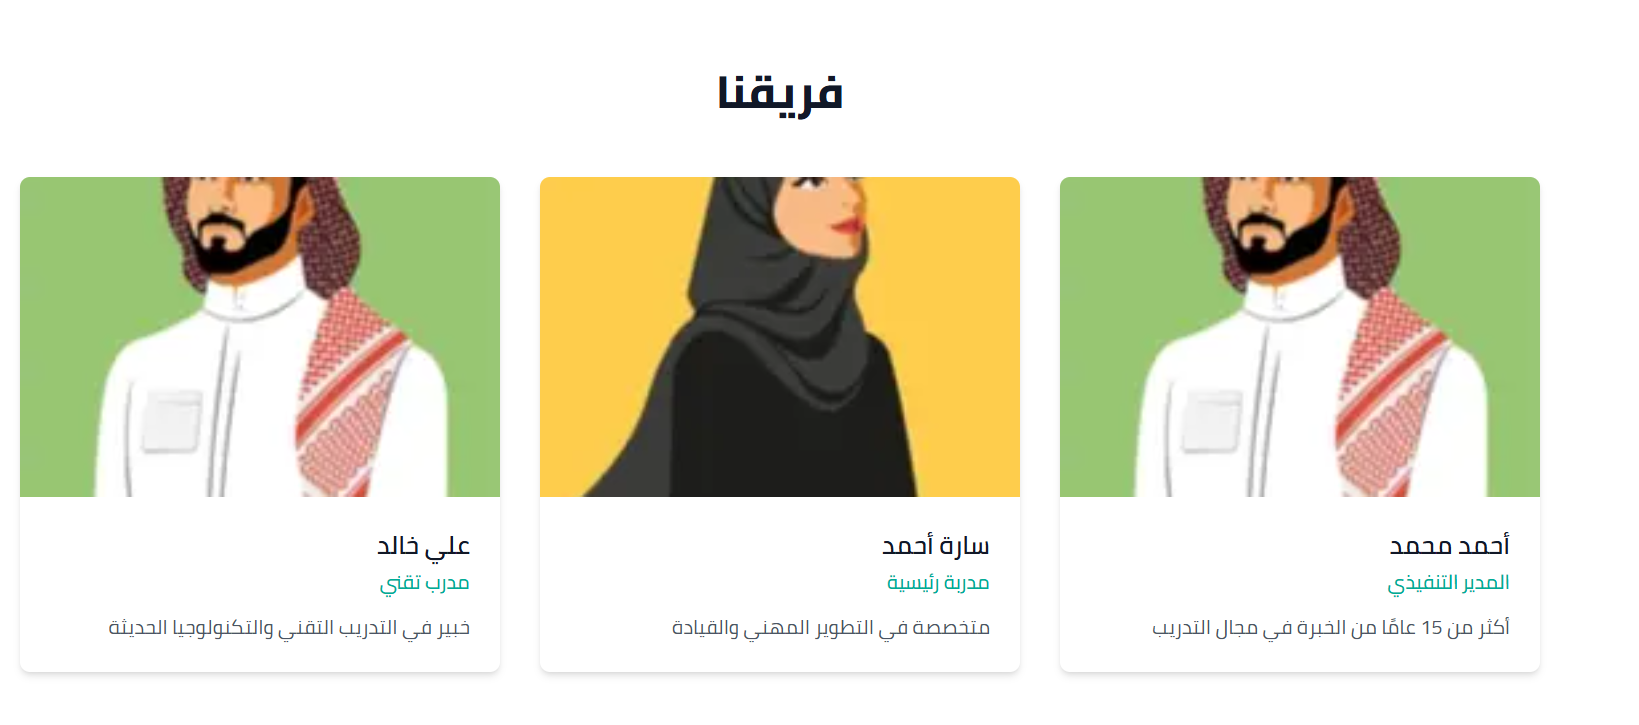 فريقنا
أحمد محمد
المدير التنفيذي
أكثر من 15 عامًا من الخبرة في مجال التدريب
سارة أحمد
مدربة رئيسية
متخصصة في التطوير المهني والقيادة
علي خالد
مدرب تقني
خبير في التدريب التقني والتكنولوجيا الحديثة